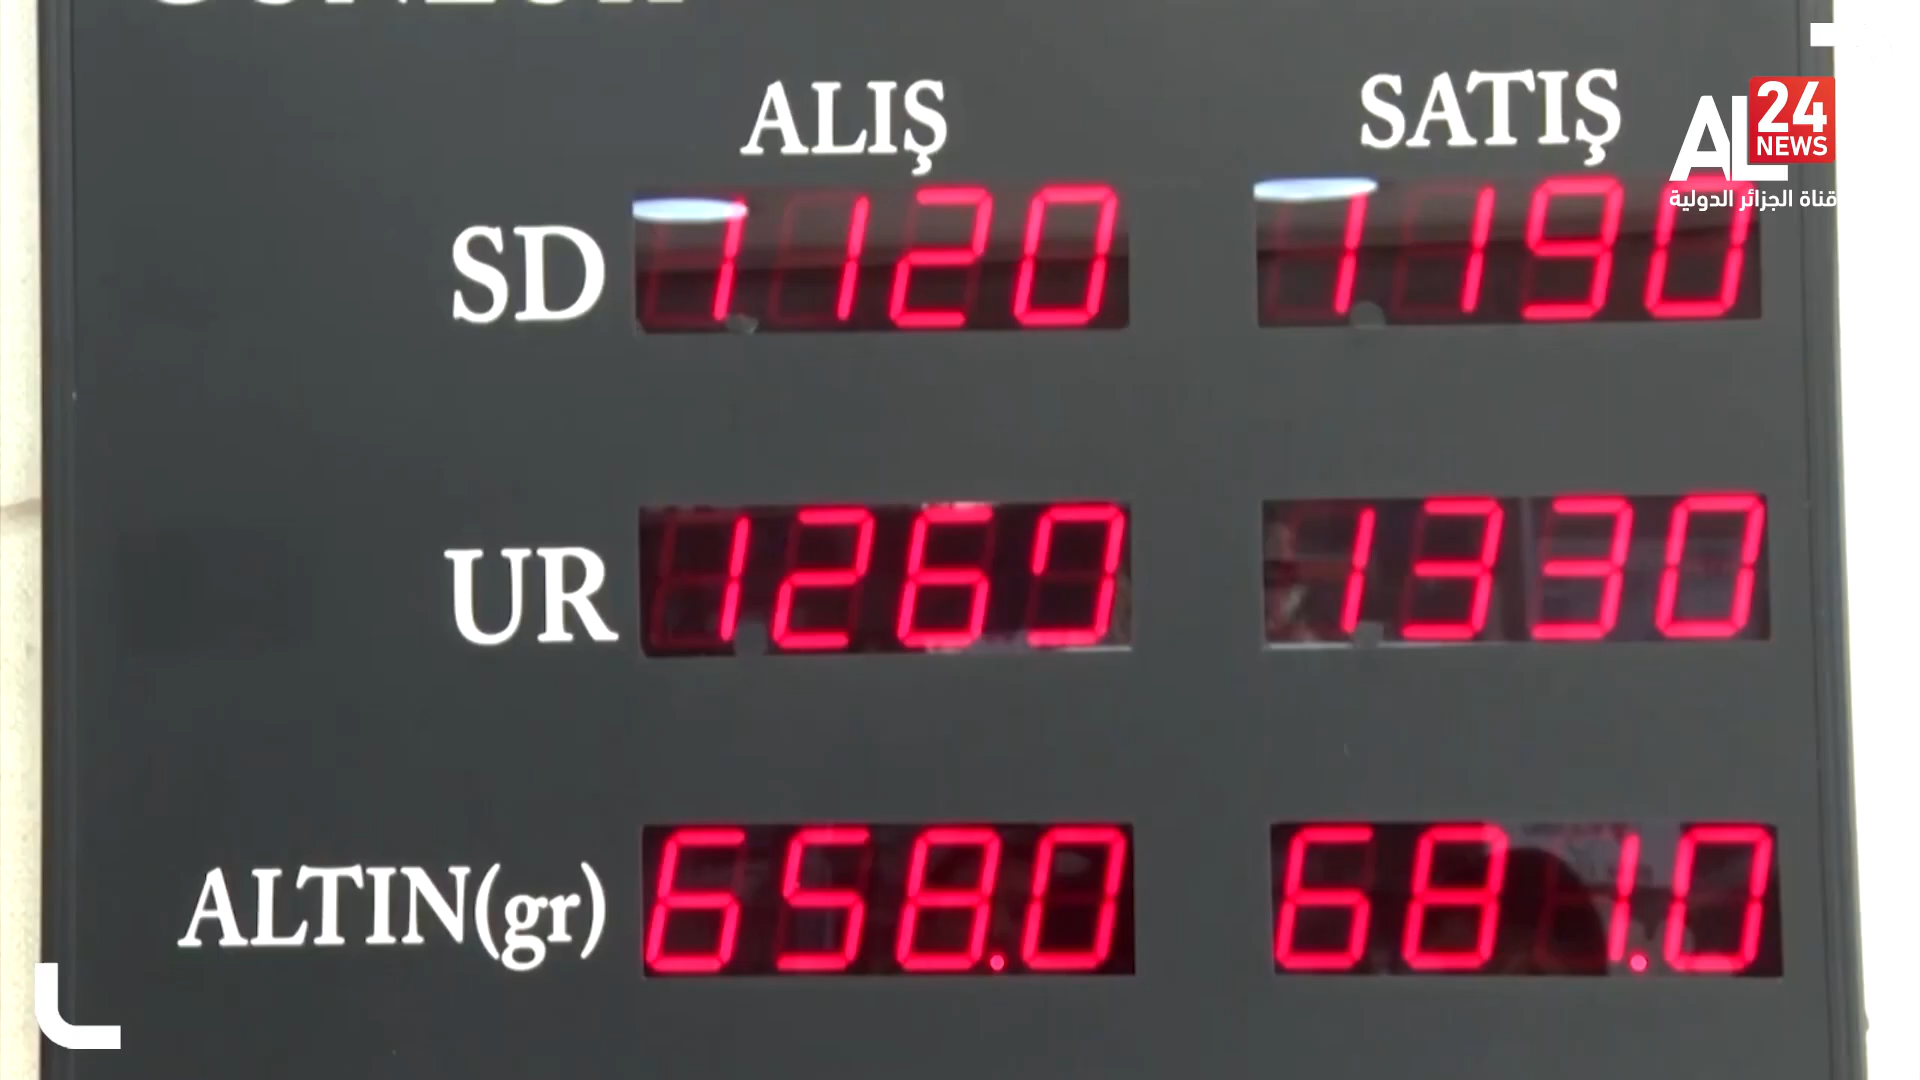 ALIŞ SATIŞ
AL 24 NEWS
قناة الجزائر الدولية
SD 1120 1190
UR 1260 1330
ALTIN(gr) 658.0 681.0